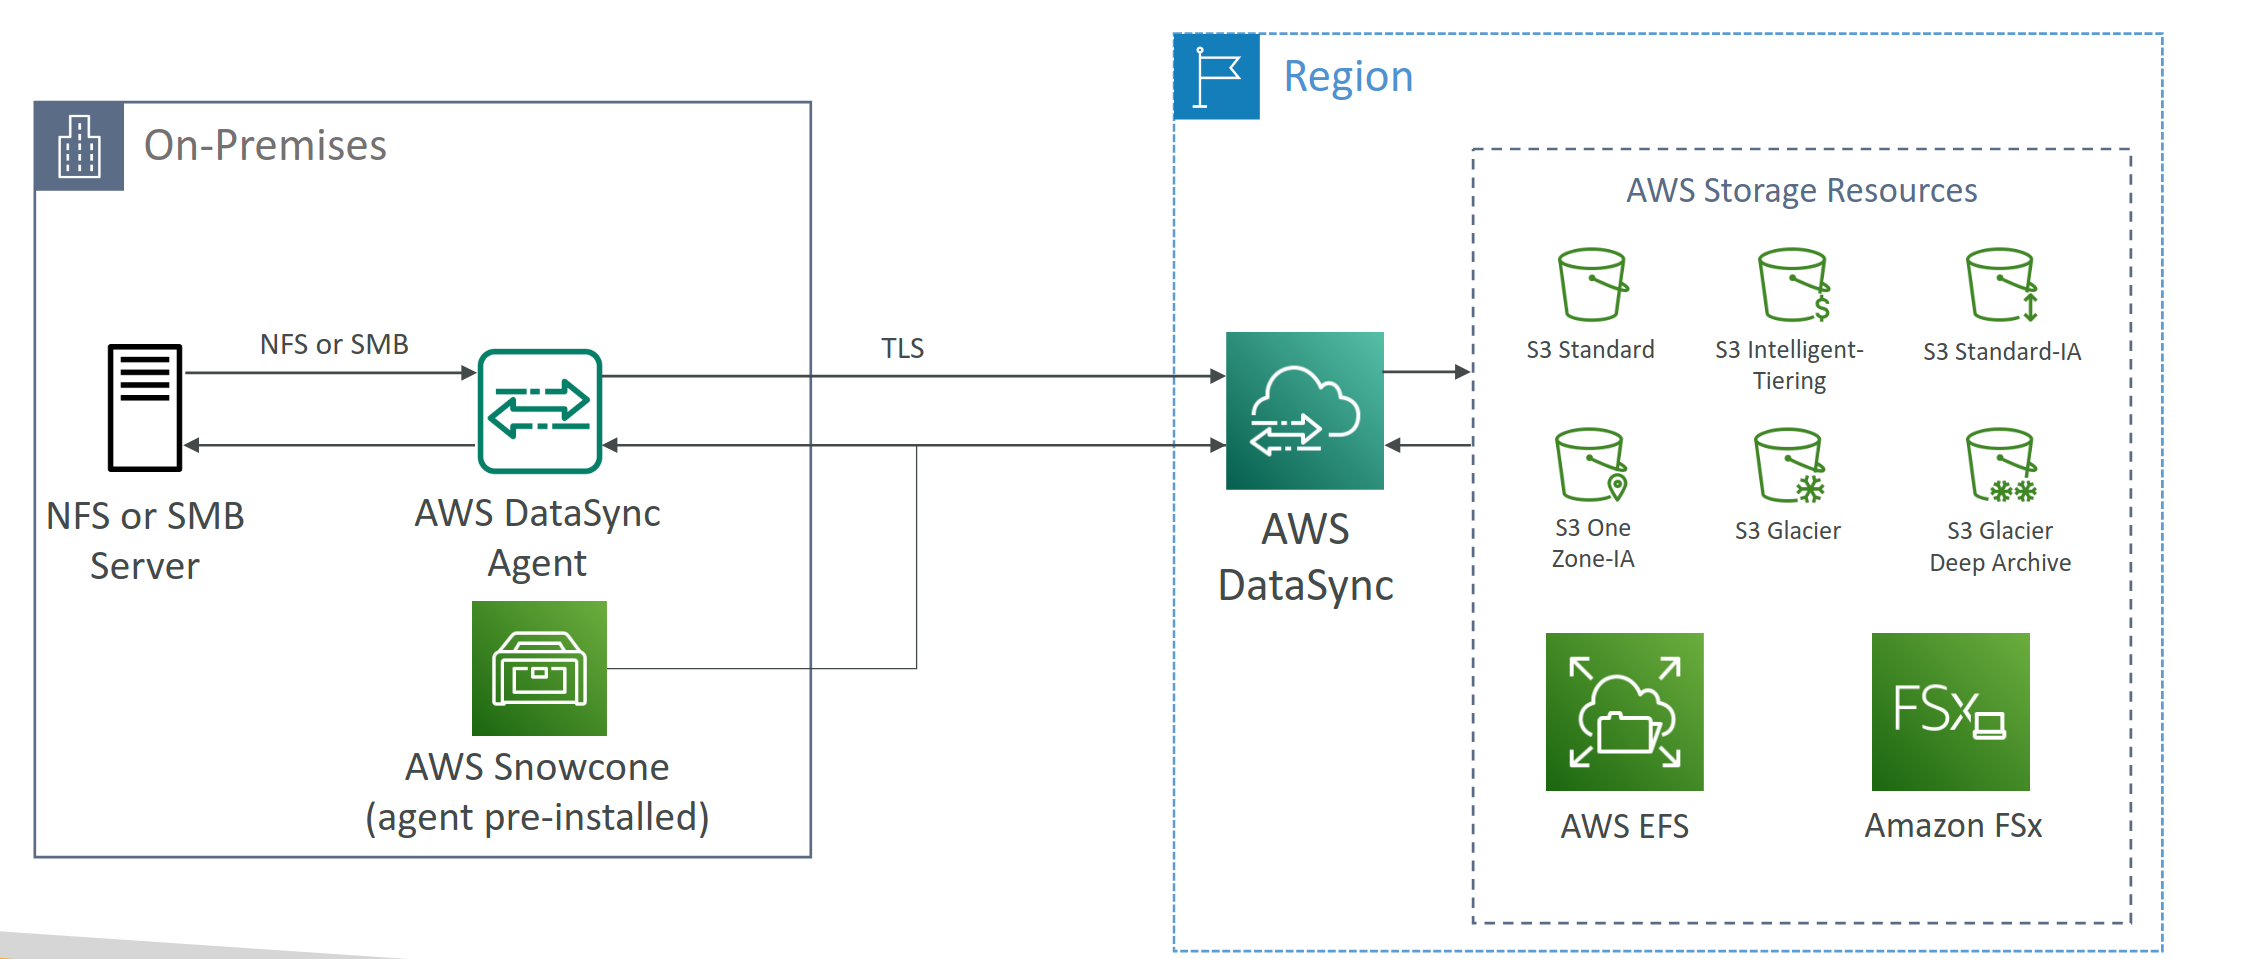 Region
On-Premises
AWS Storage Resources
NFS or SMB
TLS
S3 Standard
S3 Intelligent-
Tiering
S3 Standard-IA
NFS or SMB
Server
AWS DataSync
Agent
AWS
DataSync
S3 One
Zone-IA
S3 Glacier
S3 Glacier
Deep Archive
AWS Snowcone
(agent pre-installed)
FSx
AWS EFS
Amazon FSx